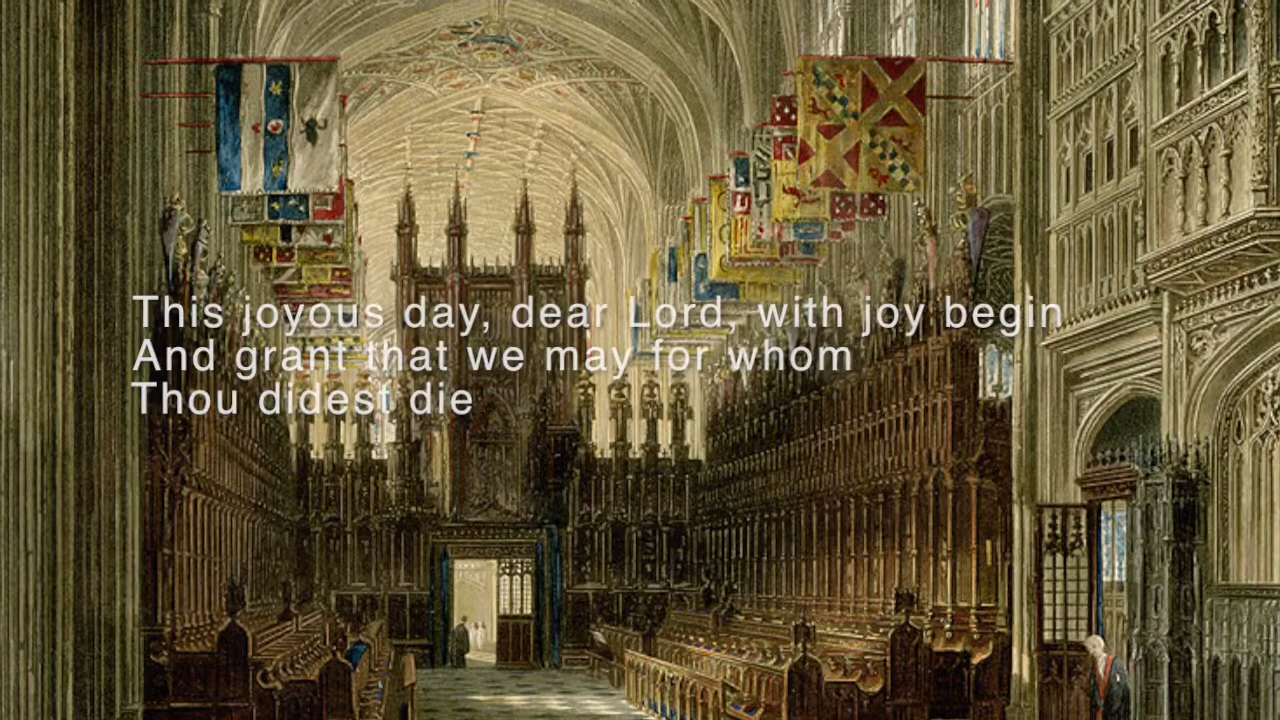 This joyous day, dear Lord, with joy begin
And grant that we may for whom
Thou didest die